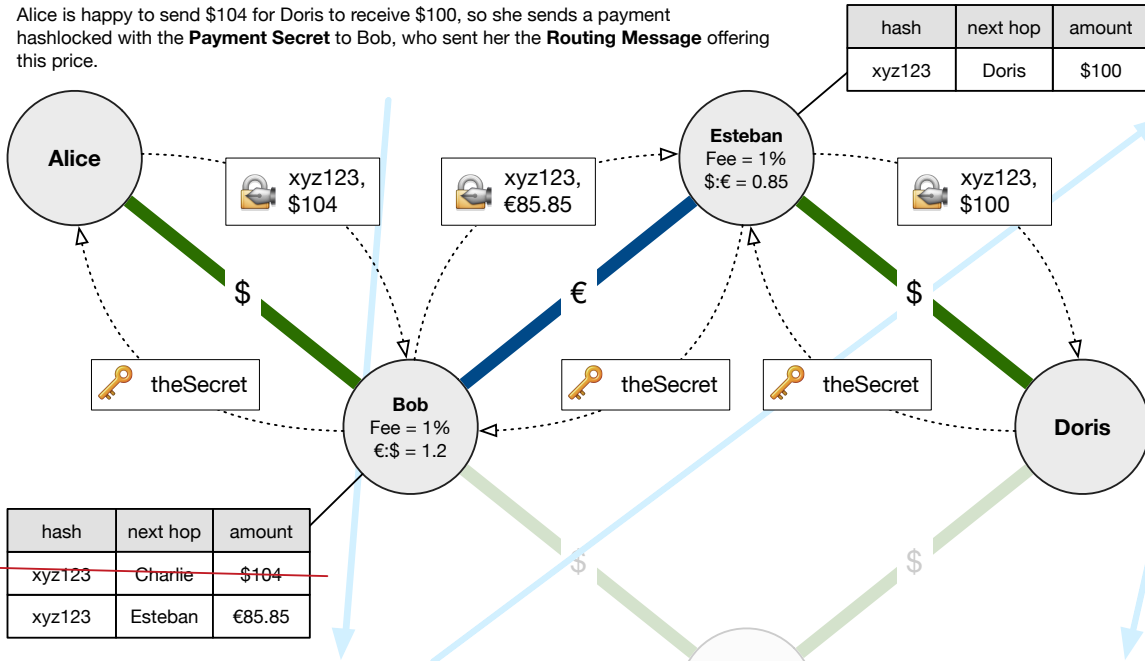 Alice is happy to send $104 for Doris to receive $100, so she sends a payment
hashlocked with the Payment Secret to Bob, who sent her the Routing Message offering
this price.
hash next hop amount
xyz123 Doris $100
Alice
xyz123,
$104
xyz123,
€85.85
Esteban
Fee = 1%
$:€ = 0.85
xyz123,
$100
$
€
$
theSecret
theSecret
theSecret
Bob
Fee = 1%
€:$ = 1.2
Doris
hash next hop amount
xyz123 Charlie $104
xyz123 Esteban €85.85
$
$